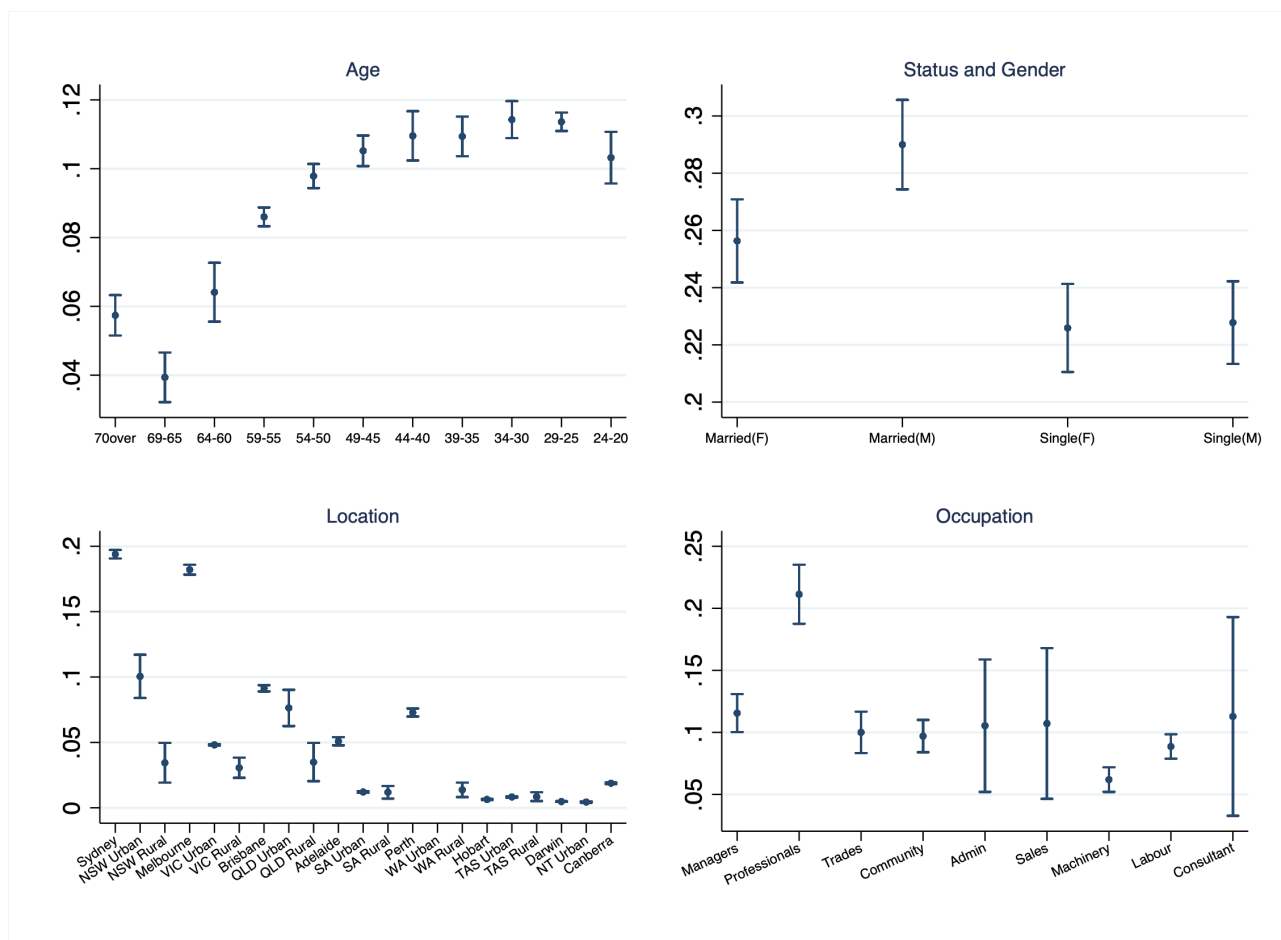 Age
.12
.1
.08
.06
.04
70over 69-65 64-60 59-55 54-50 49-45 44-40 39-35 34-30 29-25 24-20
Status and Gender
.3
.28
.26
.24
.22
.2
Married(F) Married(M) Single(F) Single(M)
Location
.2
.15
.1
.05
0
Sydney NSW Urban NSW Rural Melbourne VIC Urban VIC Rural Brisbane QLD Urban QLD Rural Adelaide SA Urban SA Rural Perth WA Urban WA Rural Hobart TAS Urban TAS Rural Darwin NT Urban Canberra
Occupation
.25
.2
.15
.1
.05
Managers Professionals Trades Community Admin Sales Machinery Labour Consultant